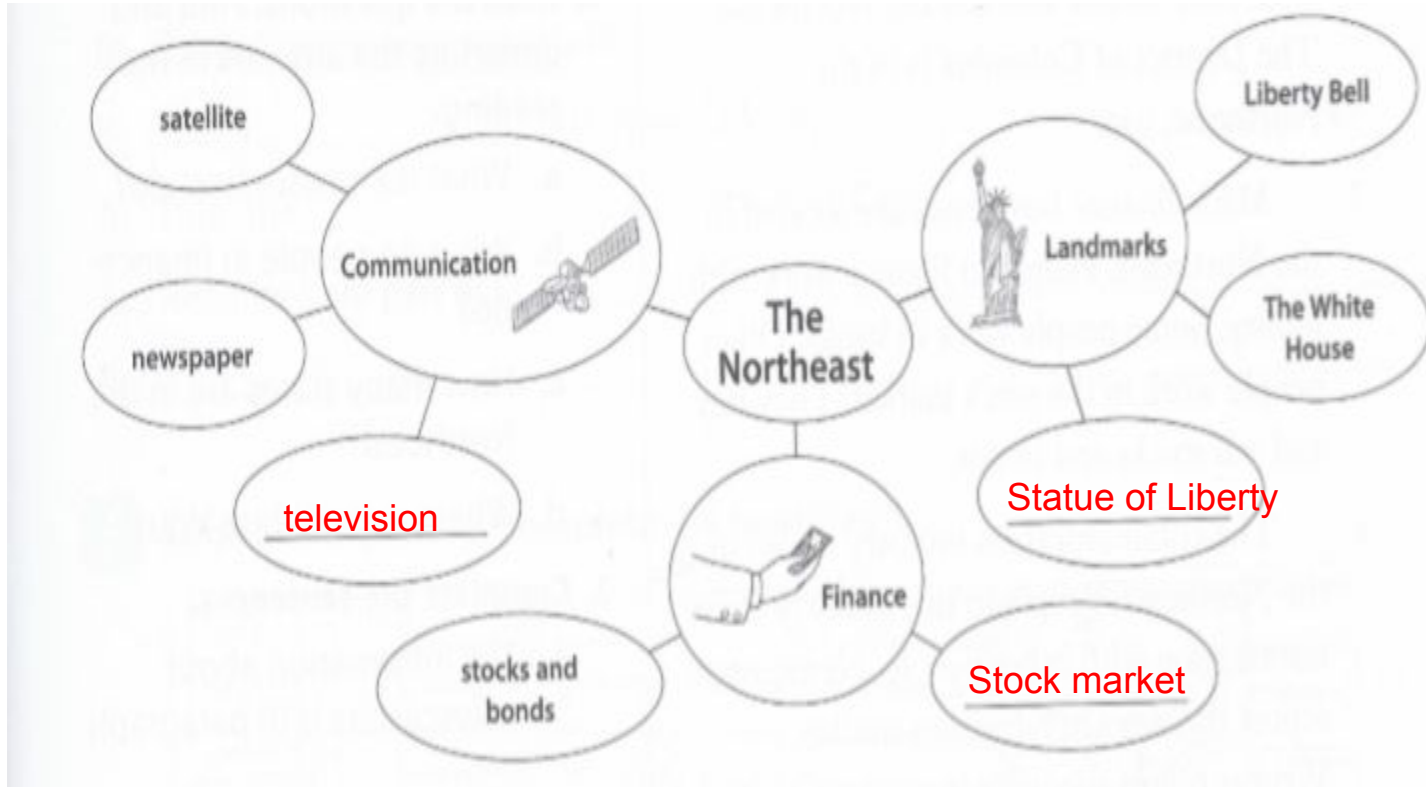 satellite
Communication
newspaper
television
The
Northeast
Liberty Bell
Landmarks
The White
House
Statue of Liberty
Finance
stocks and
bonds
Stock market